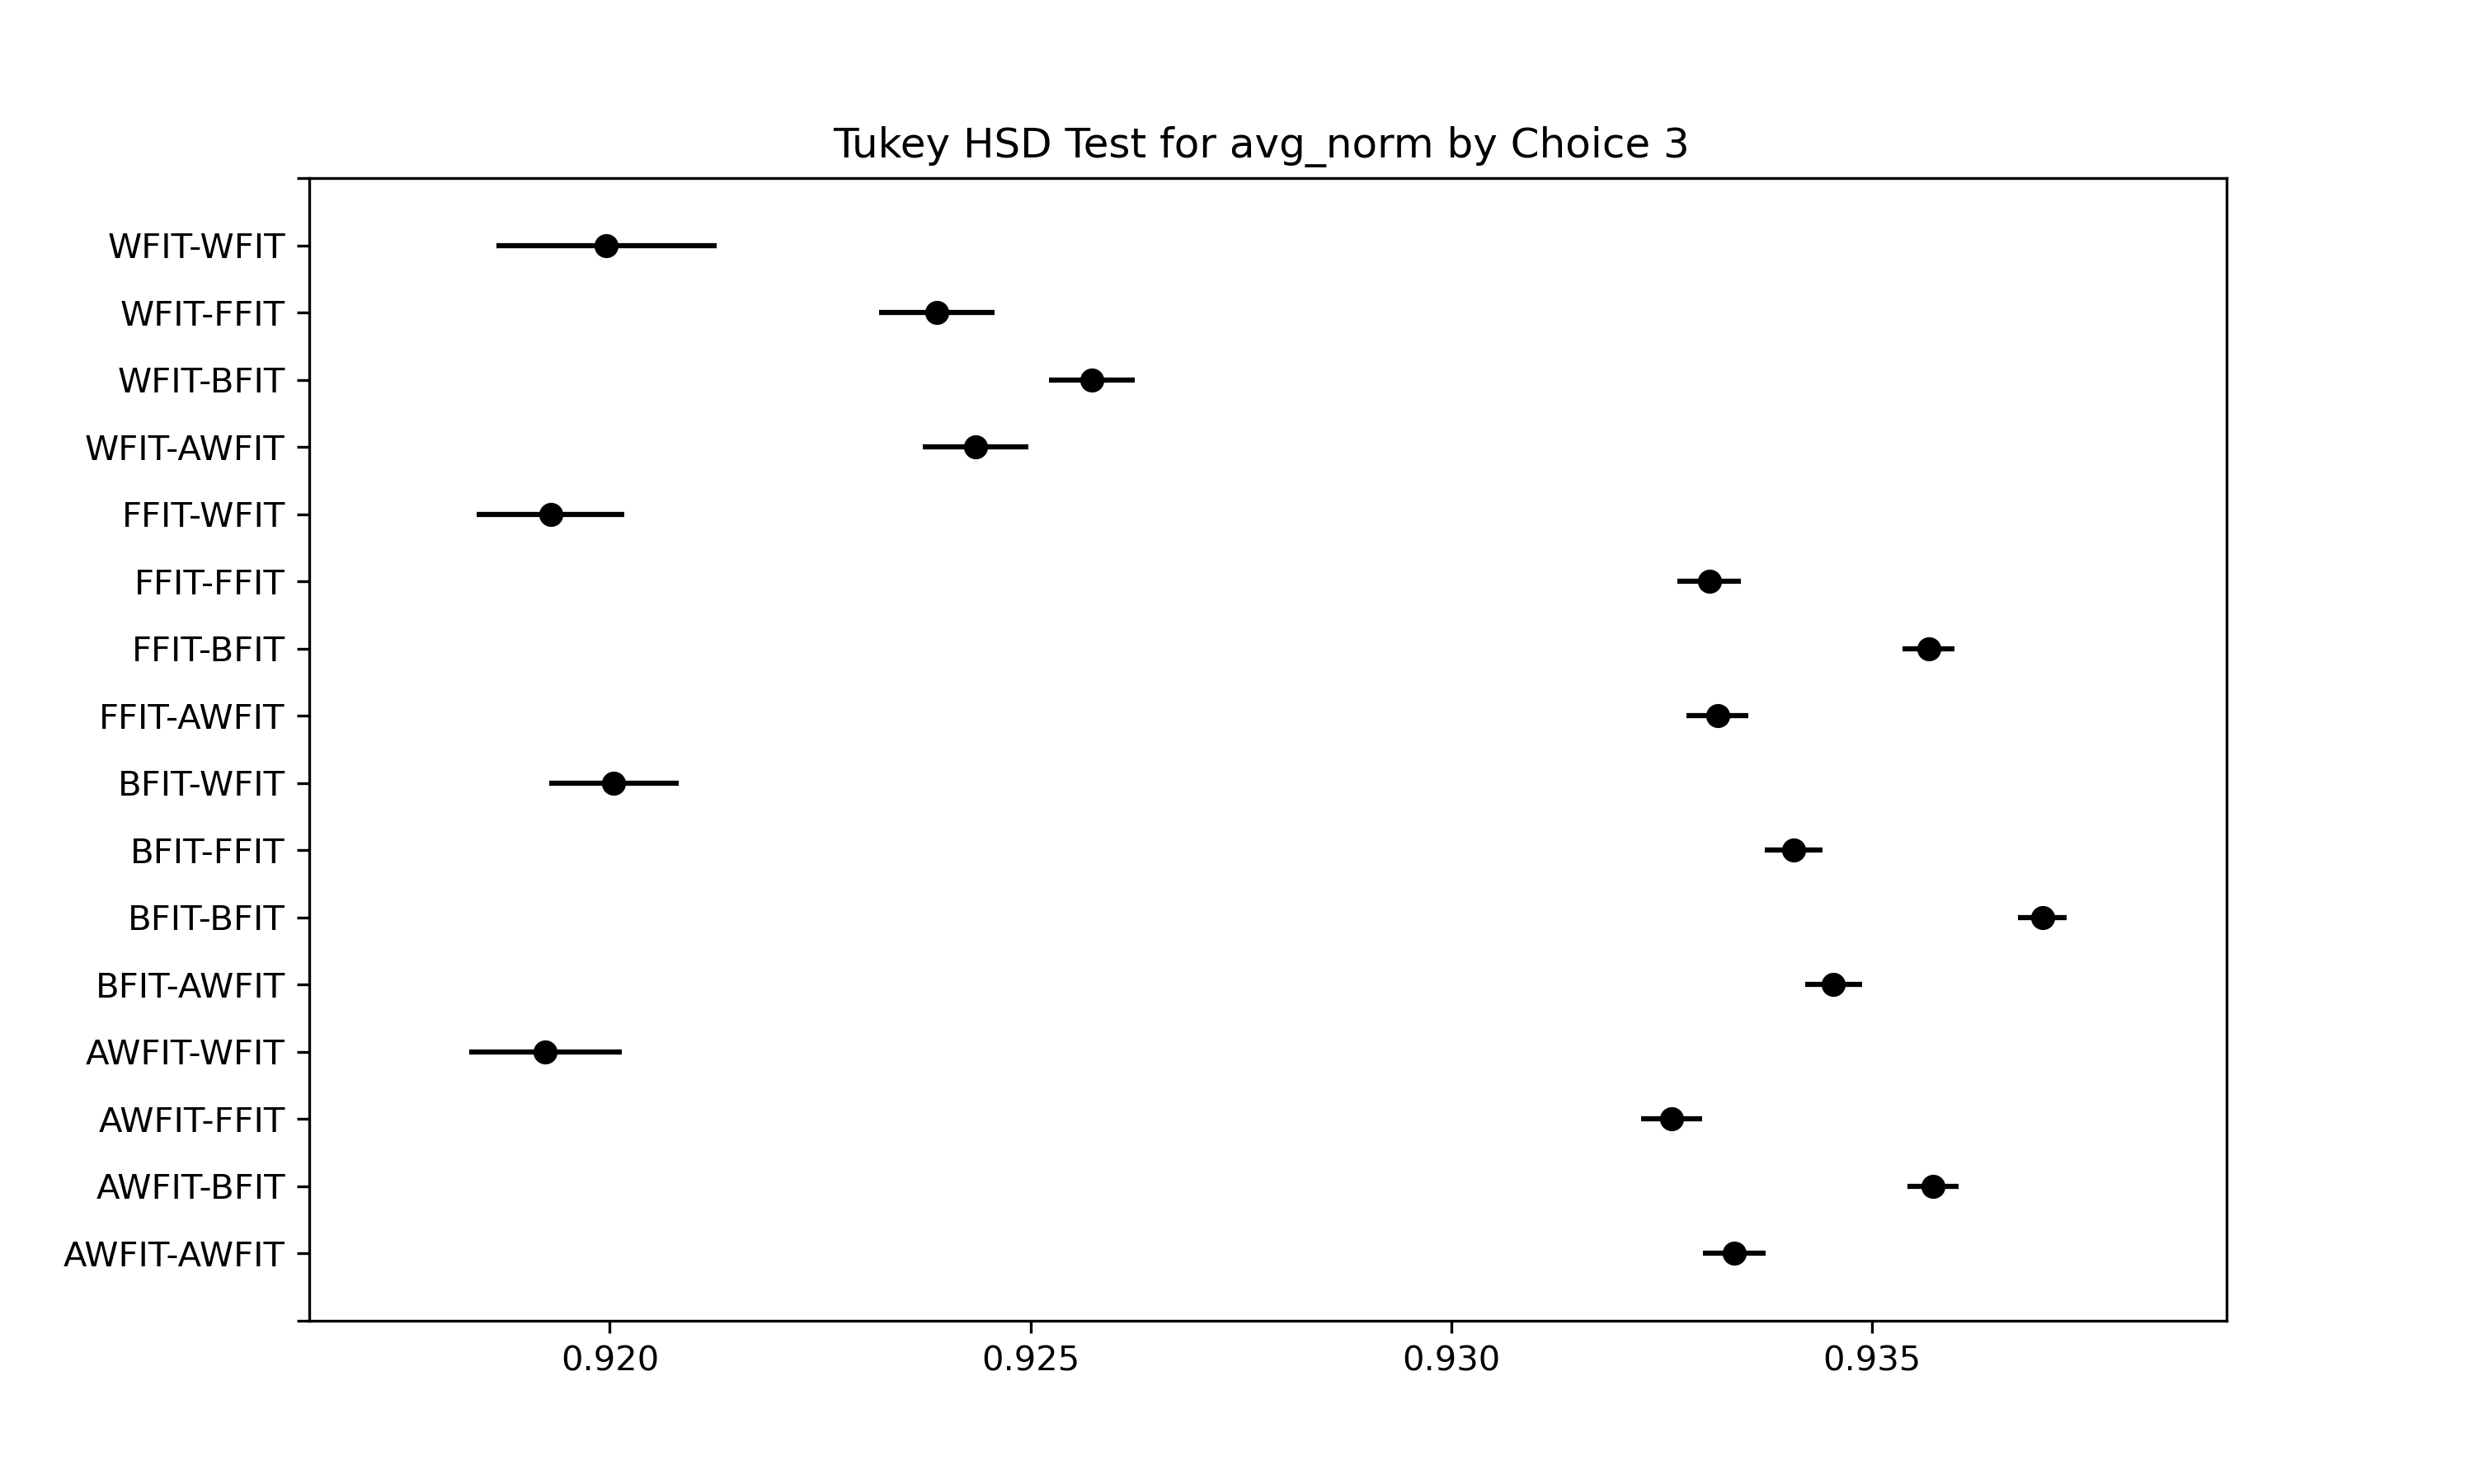 Tukey HSD Test for avg_norm by Choice 3
WFIT-WFIT
WFIT-FFIT
WFIT-BFIT
WFIT-AWFIT
FFIT-WFIT
FFIT-FFIT
FFIT-BFIT
FFIT-AWFIT
BFIT-WFIT
BFIT-FFIT
BFIT-BFIT
BFIT-AWFIT
AWFIT-WFIT
AWFIT-FFIT
AWFIT-BFIT
AWFIT-AWFIT
0.920 0.925 0.930 0.935